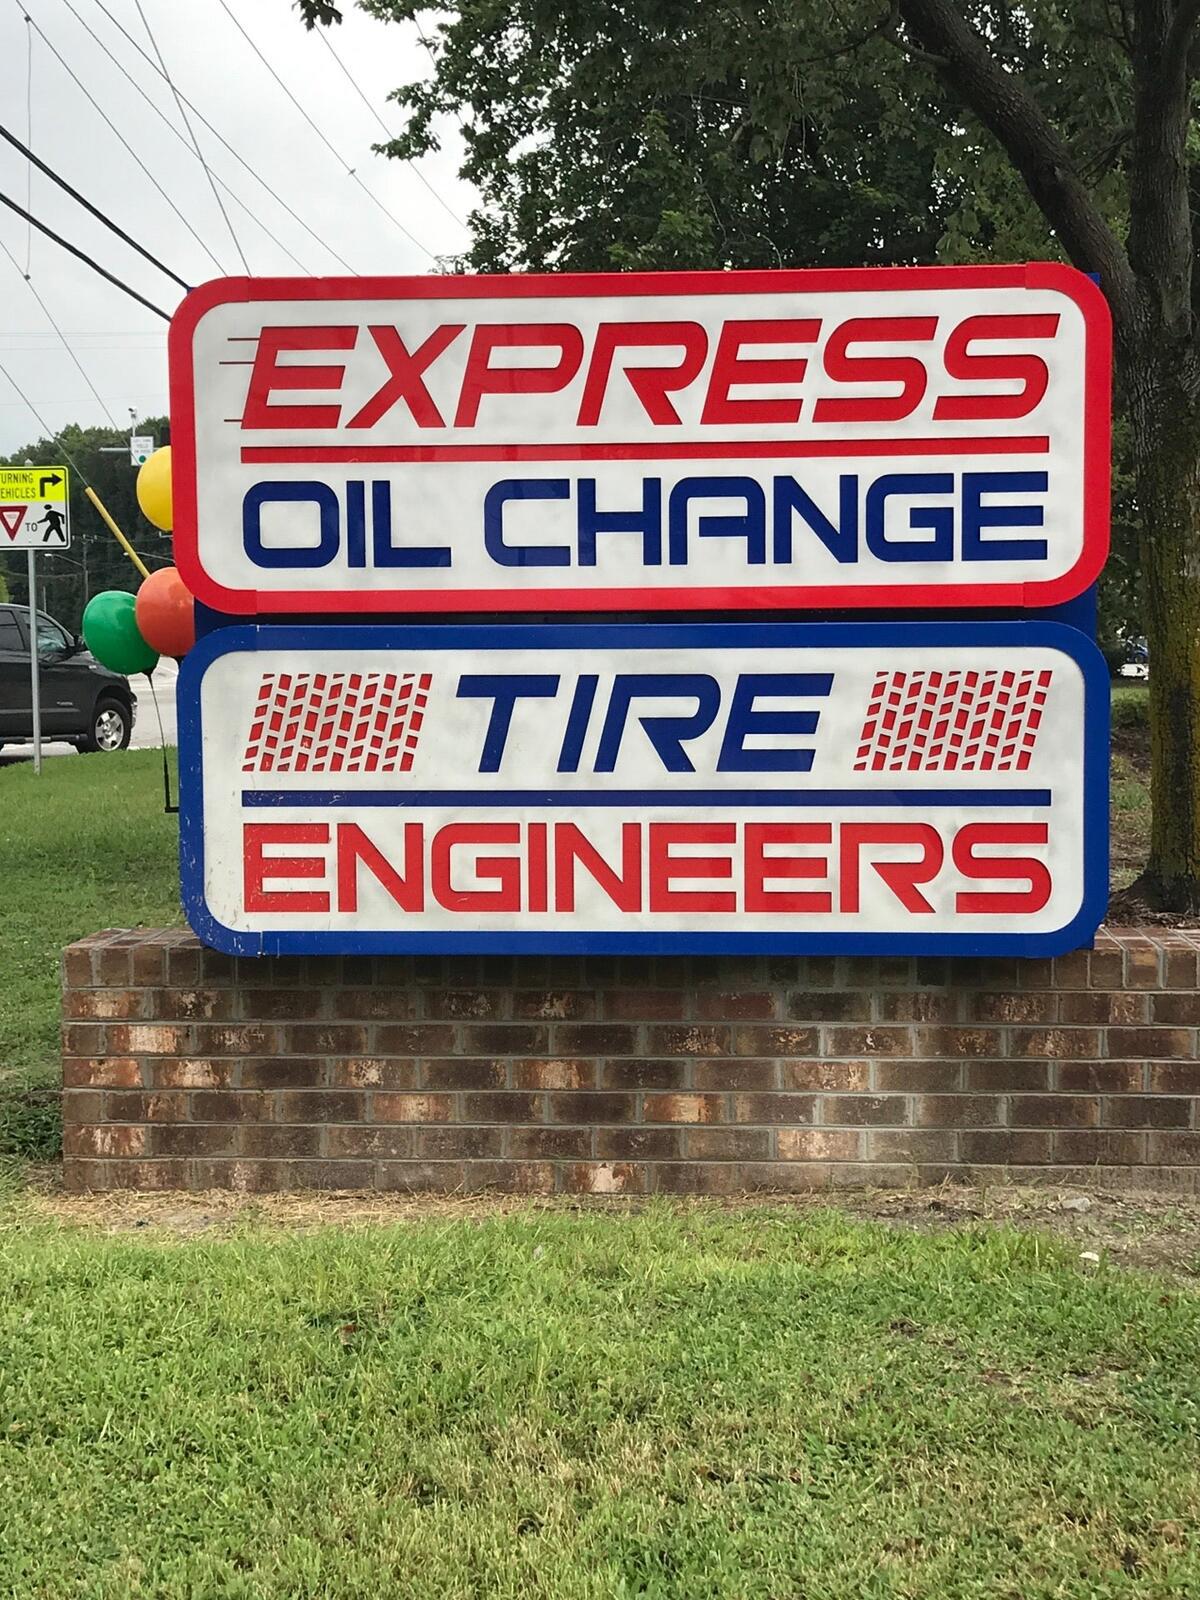 EXPRESS
OIL CHANGE
TIRE
ENGINEERS
TURNING
VEHICLES
TO